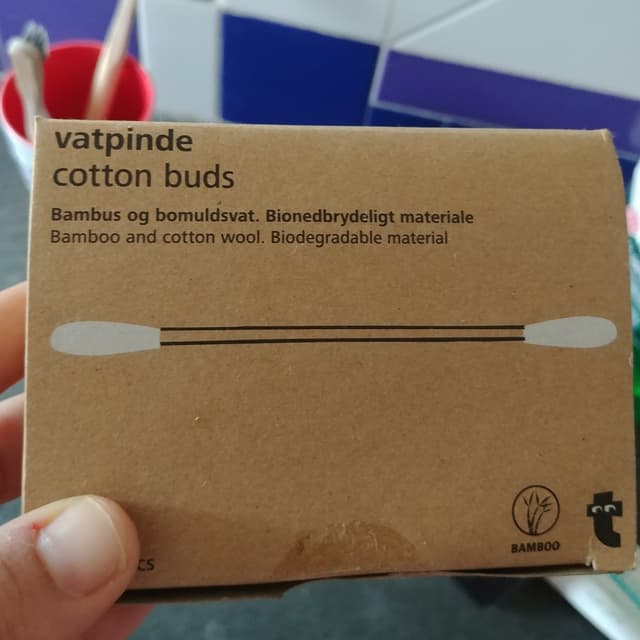 vatpinde
cotton buds
Bambus og bomuldsvat. Bionedbrydeligt materiale
Bamboo and cotton wool. Biodegradable material
BAMBOO
t